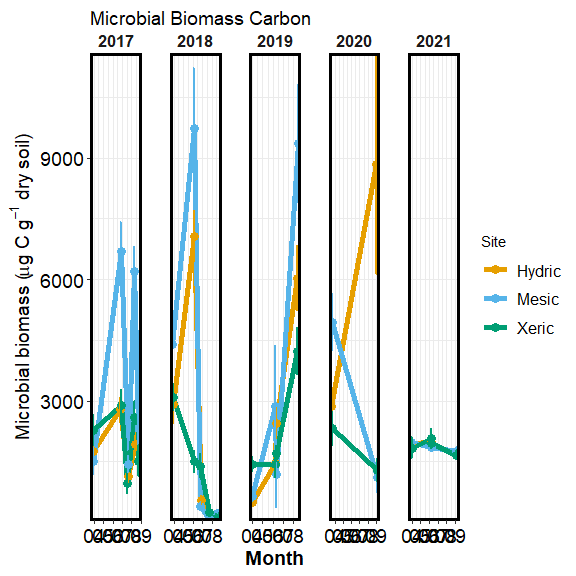 Microbial Biomass Carbon
2017 2018 2019 2020 2021
Microbial biomass (µg C g⁻¹ dry soil)
9000
6000
3000
Site
Hydric
Mesic
Xeric
Month